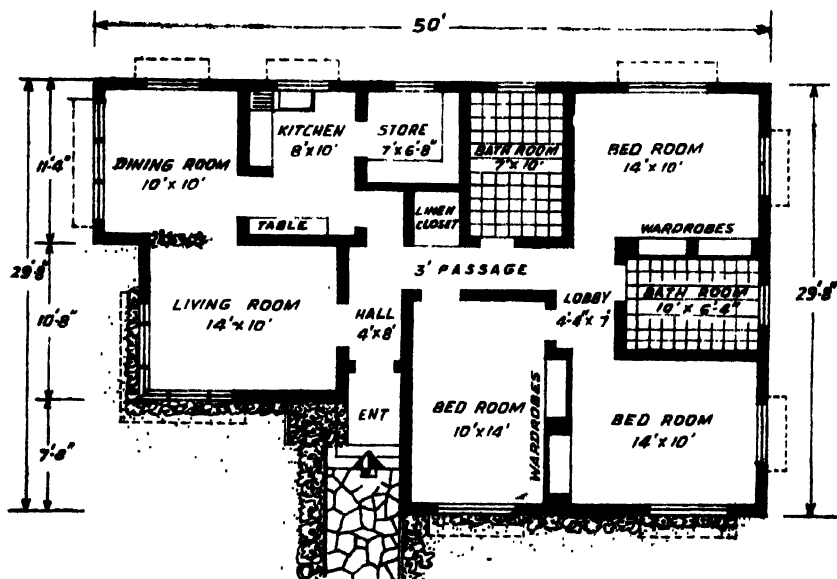 50'
KITCHEN
8'x10'
STORE
7'x6'-8"
BATH ROOM
7'x10'
BED ROOM
14'x10'
DINING ROOM
10'x10'
11'-4"
TABLE
LINEN
CLOSET
WARDROBES
3' PASSAGE
29'-8"
10'-8"
LIVING ROOM
14'x10'
HALL
4'x8'
LOBBY
4'-4"x7'
BATH ROOM
10'x6'-4"
29'-8"
7'-8"
ENT
BED ROOM
10'x14'
WARDROBES
BED ROOM
14'x10'